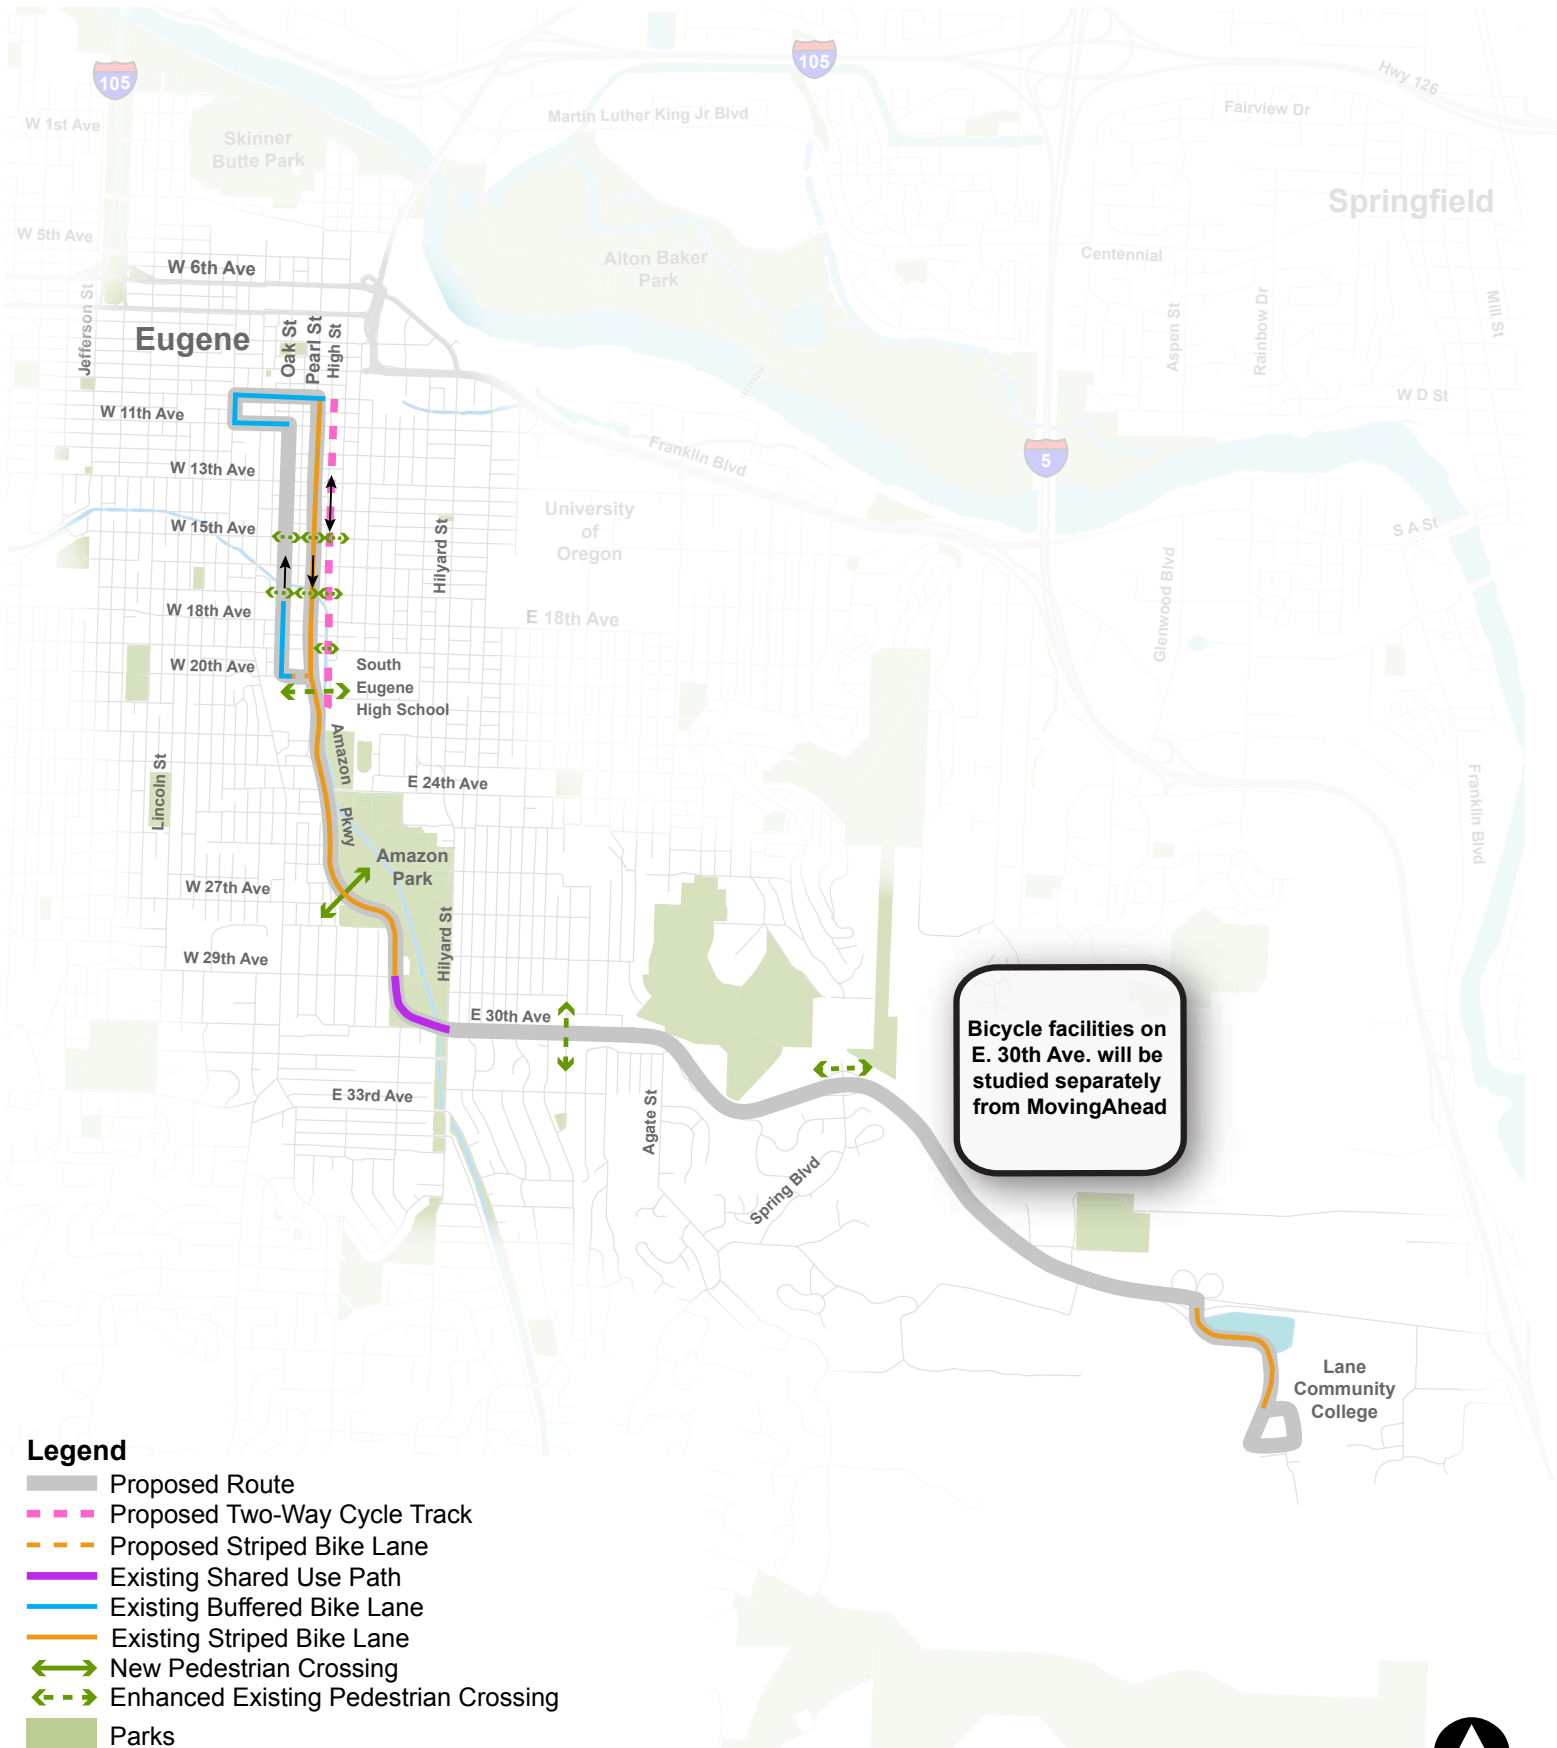 105
105
Hwy 126
Fairview Dr
Martin Luther King Jr Blvd
W 1st Ave
Skinner
Butte Park
Springfield
W 5th Ave
Centennial
Alton Baker
Park
W 6th Ave
Jefferson St
Eugene
Oak St
Pearl St
High St
Aspen St
Rainbow Dr
Mill St
W D St
W 11th Ave
Franklin Blvd
5
W 13th Ave
University
of
Oregon
W 15th Ave
S A St
Hilyard St
Glenwood Blvd
W 18th Ave
E 18th Ave
W 20th Ave
South
Eugene
High School
Amazon
Pkwy
E 24th Ave
Lincoln St
Franklin Blvd
Amazon
Park
W 27th Ave
Hilyard St
W 29th Ave
E 30th Ave
Bicycle facilities on
E. 30th Ave. will be
studied separately
from MovingAhead
E 33rd Ave
Agate St
Spring Blvd
Lane
Community
College
Legend
Proposed Route
Proposed Two-Way Cycle Track
Proposed Striped Bike Lane
Existing Shared Use Path
Existing Buffered Bike Lane
Existing Striped Bike Lane
New Pedestrian Crossing
Enhanced Existing Pedestrian Crossing
Parks